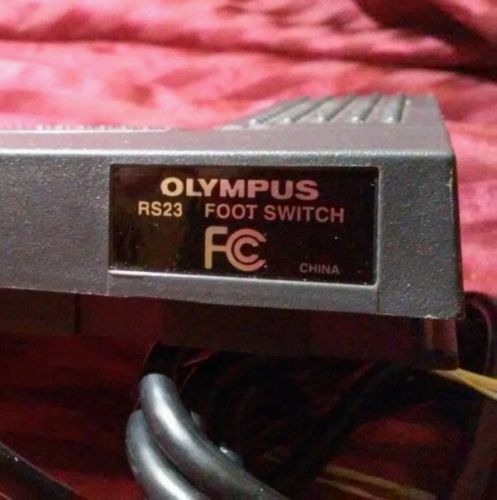 OLYMPUS
RS23 FOOT SWITCH
FC
CHINA